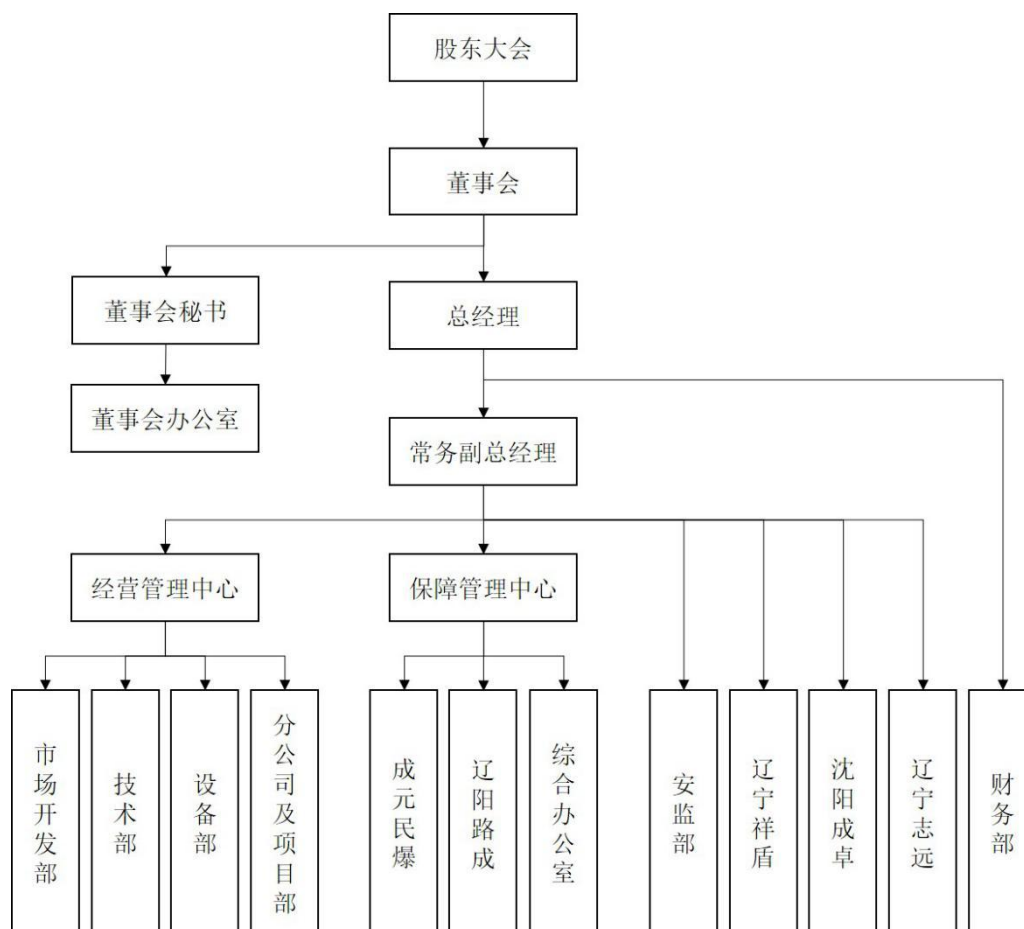 股东大会
董事会
董事会秘书
总经理
董事会办公室
常务副总经理
经营管理中心
保障管理中心
市场开发部
技术部
设备部
分公司及项目部
成元民爆
辽阳路成
综合办公室
安监部
辽宁祥盾
沈阳成卓
辽宁志远
财务部